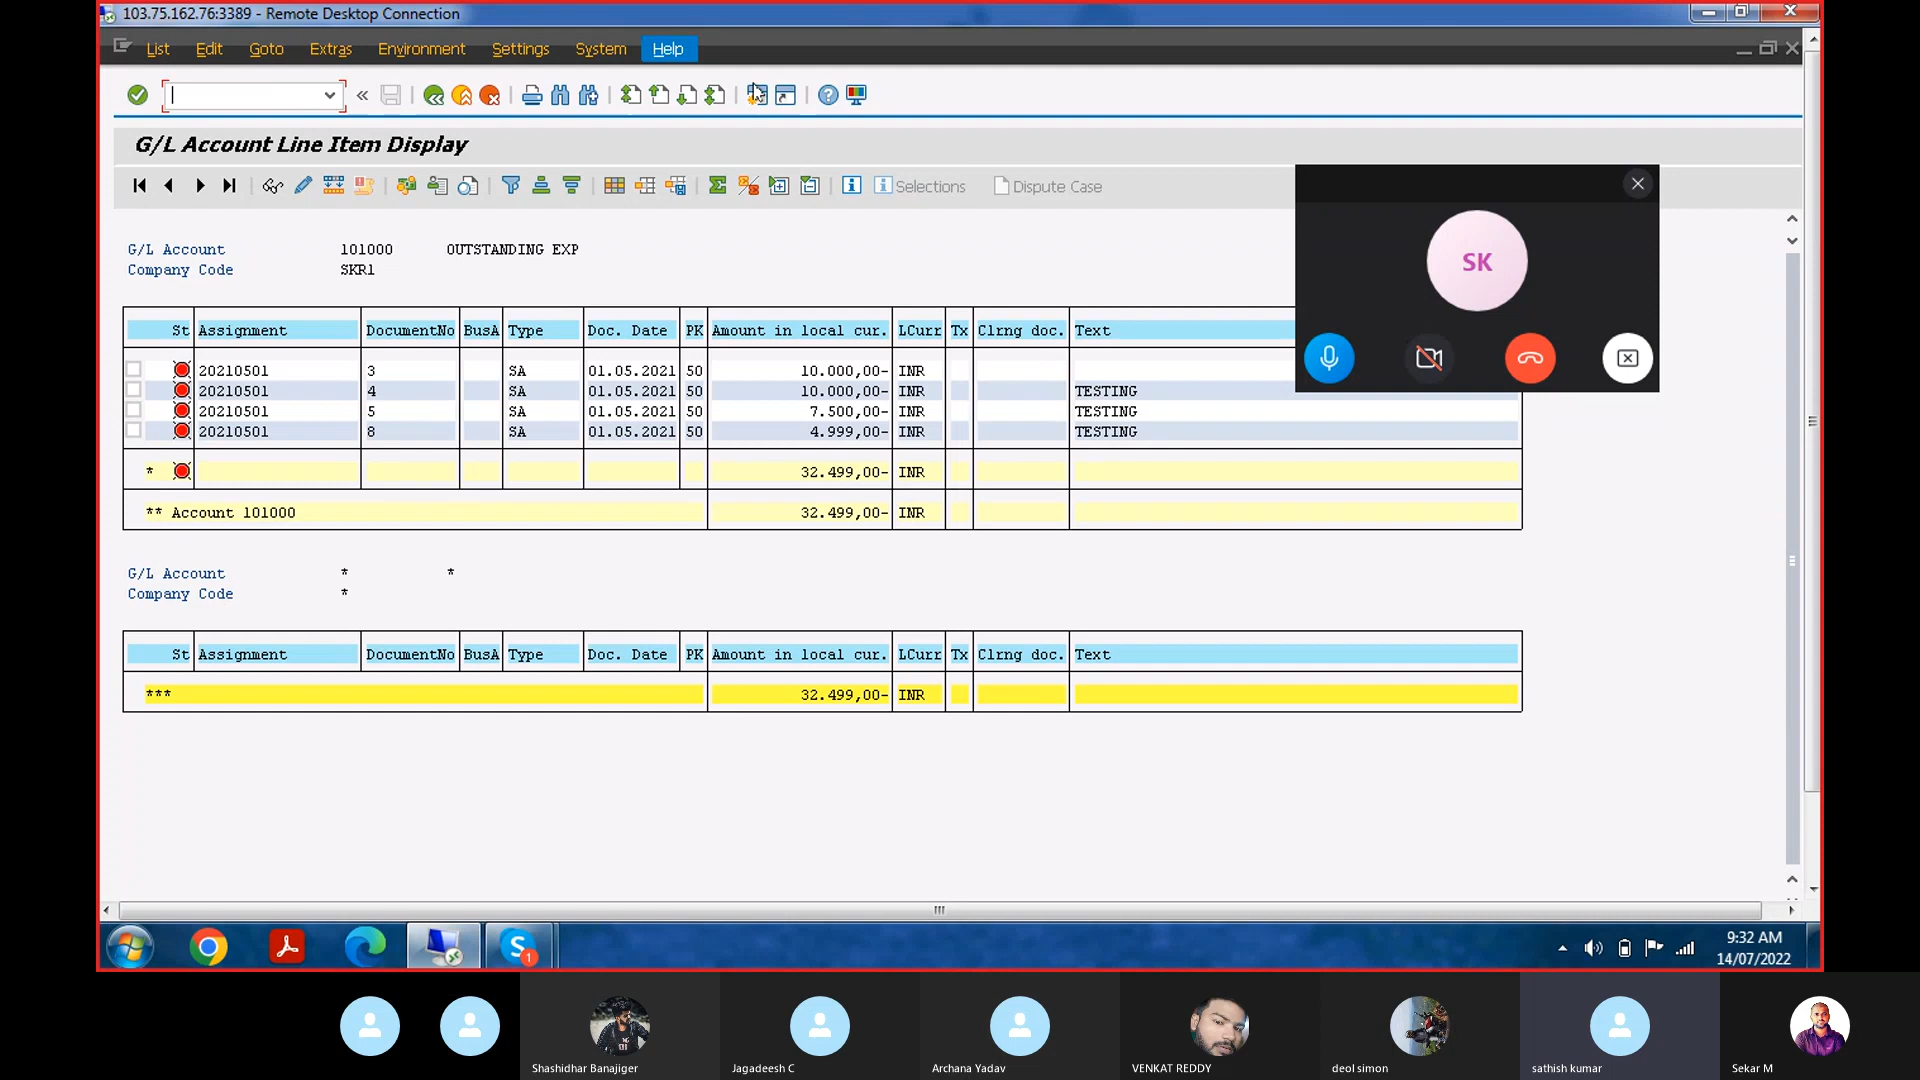 103.75.162.76:3389 - Remote Desktop Connection
List Edit Goto Extras Environment Settings System Help
G/L Account Line Item Display
Selections Dispute Case
G/L Account 101000 OUTSTANDING EXP
Company Code SKR1
SK
St Assignment DocumentNo BusA Type Doc. Date PK Amount in local cur. LCurr Tx Clrng doc. Text
20210501 3 SA 01.05.2021 50 10.000,00- INR
20210501 4 SA 01.05.2021 50 10.000,00- INR TESTING
20210501 5 SA 01.05.2021 50 7.500,00- INR TESTING
20210501 8 SA 01.05.2021 50 4.999,00- INR TESTING
* 32.499,00- INR
** Account 101000 32.499,00- INR
G/L Account * *
Company Code *
St Assignment DocumentNo BusA Type Doc. Date PK Amount in local cur. LCurr Tx Clrng doc. Text
*** 32.499,00- INR
S 1
9:32 AM
14/07/2022
Shashidhar Banajiger Jagadeesh C Archana Yadav VENKAT REDDY deol simon sathish kumar Sekar M